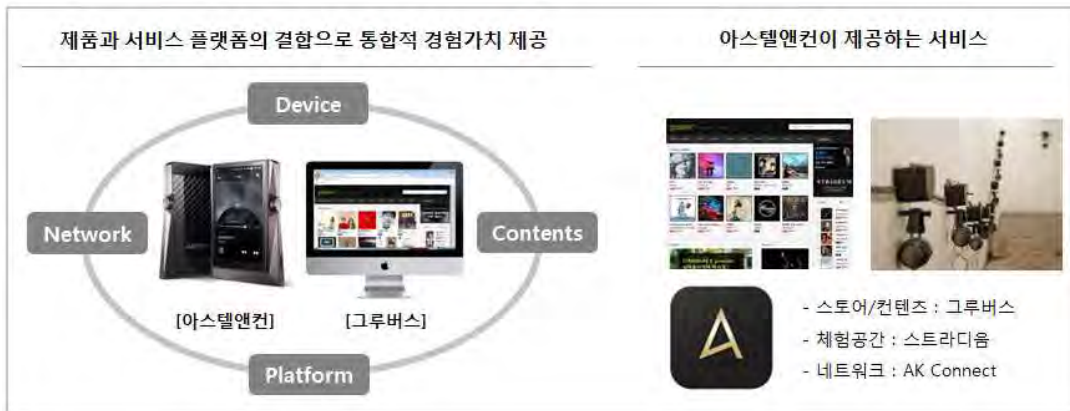 제품과 서비스 플랫폼의 결합으로 통합적 경험가치 제공
Device
Network
Contents
[아스텔앤컨]
[그루버스]
Platform
아스텔앤컨이 제공하는 서비스
- 스토어/컨텐츠 : 그루버스
- 체험공간 : 스트라디움
- 네트워크 : AK Connect